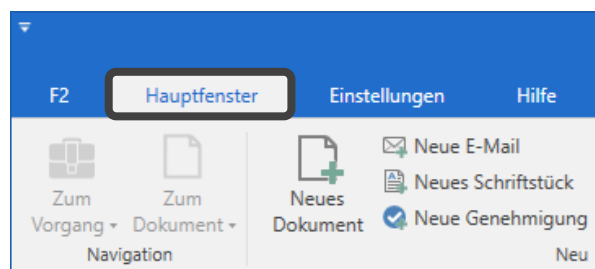 F2 Hauptfenster Einstellungen Hilfe
Zum Vorgang
Zum Dokument
Navigation
Neues Dokument
Neue E-Mail
Neues Schriftstück
Neue Genehmigung
Neu